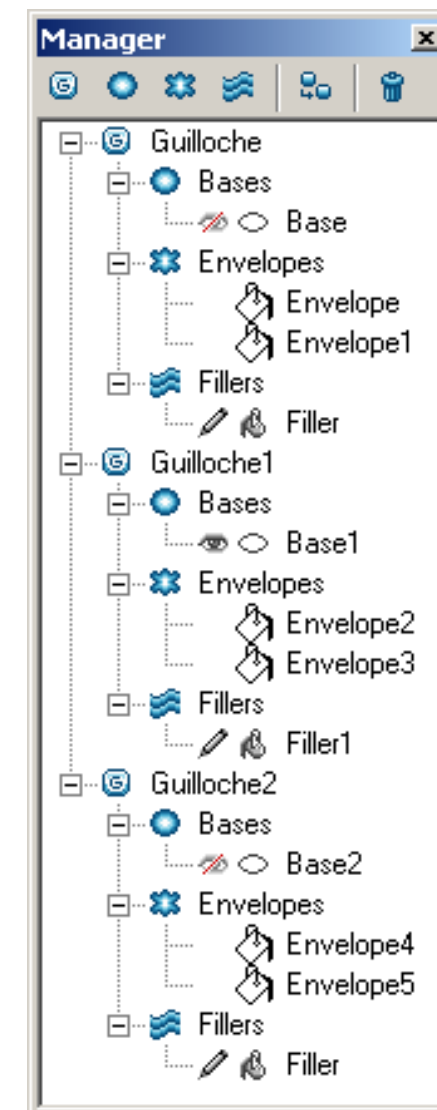 Manager
Guilloche
Bases
Base
Envelopes
Envelope
Envelope1
Fillers
Filler
Guilloche1
Bases
Base1
Envelopes
Envelope2
Envelope3
Fillers
Filler1
Guilloche2
Bases
Base2
Envelopes
Envelope4
Envelope5
Fillers
Filler